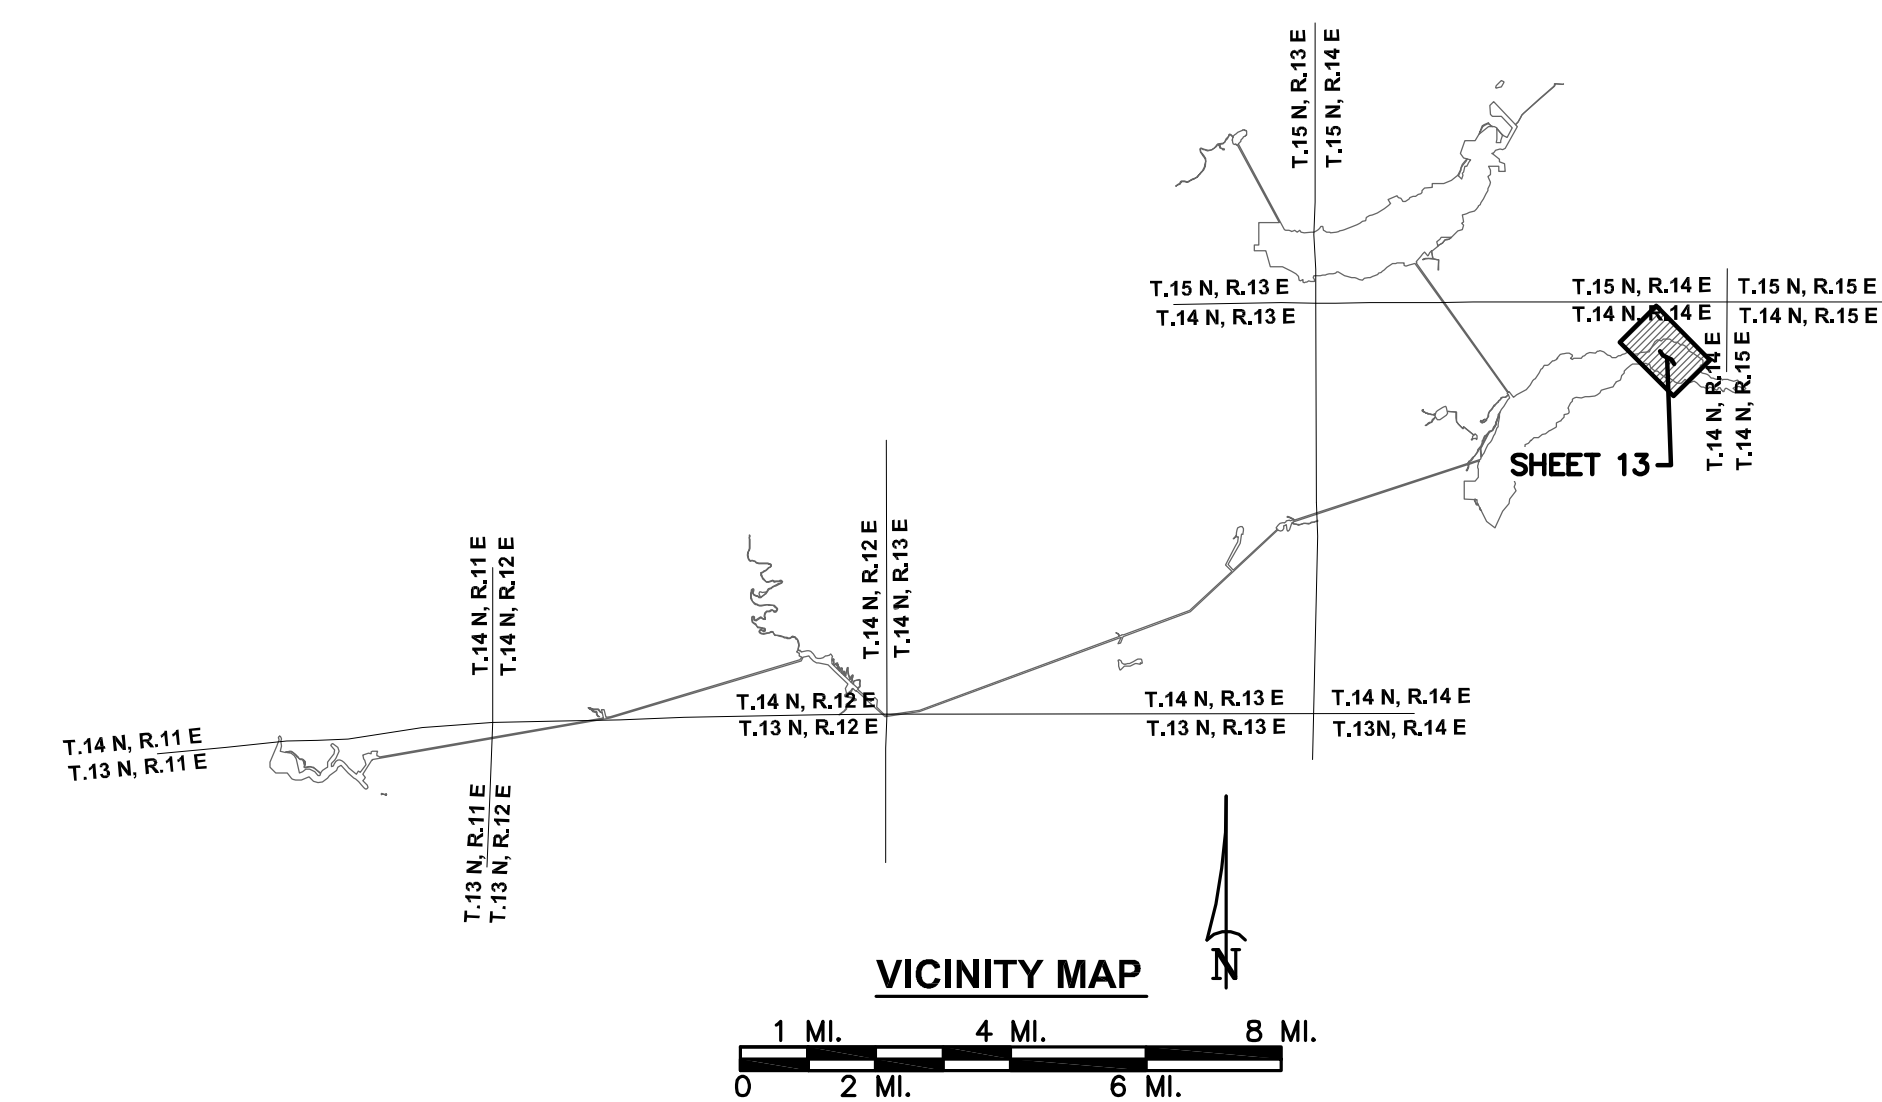 T.15 N, R.13 E
T.15 N, R.14 E
T.15 N, R.13 E
T.14 N, R.13 E
T.15 N, R.14 E
T.14 N, R.14 E
T.15 N, R.15 E
T.14 N, R.15 E
T.14 N, R.14 E
T.14 N, R.15 E
SHEET 13
T.14 N, R.11 E
T.14 N, R.12 E
T.14 N, R.12 E
T.14 N, R.13 E
T.14 N, R.12 E
T.13 N, R.12 E
T.14 N, R.13 E
T.13 N, R.13 E
T.14 N, R.14 E
T.13N, R.14 E
T.14 N, R.11 E
T.13 N, R.11 E
T.13 N, R.11 E
T.13 N, R.12 E
N
VICINITY MAP
1 MI. 4 MI. 8 MI.
0 2 MI. 6 MI.